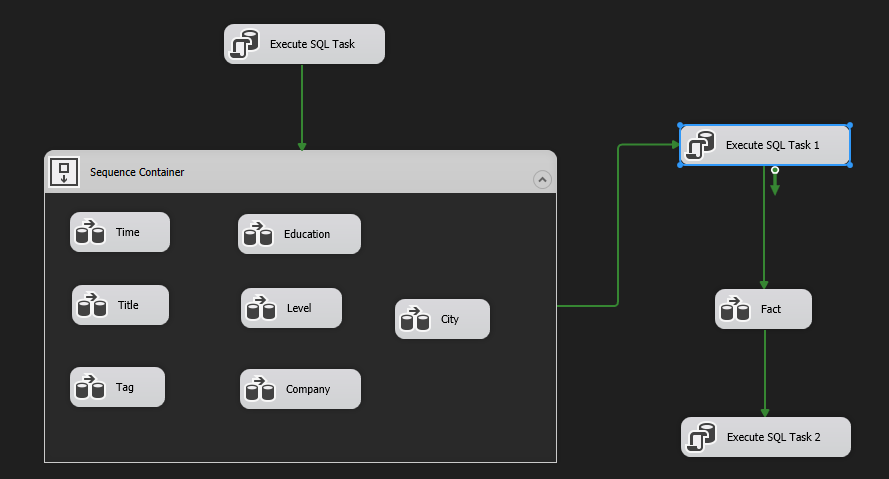 Execute SQL Task
Sequence Container
Time
Education
Title
Level
City
Tag
Company
Execute SQL Task 1
Fact
Execute SQL Task 2